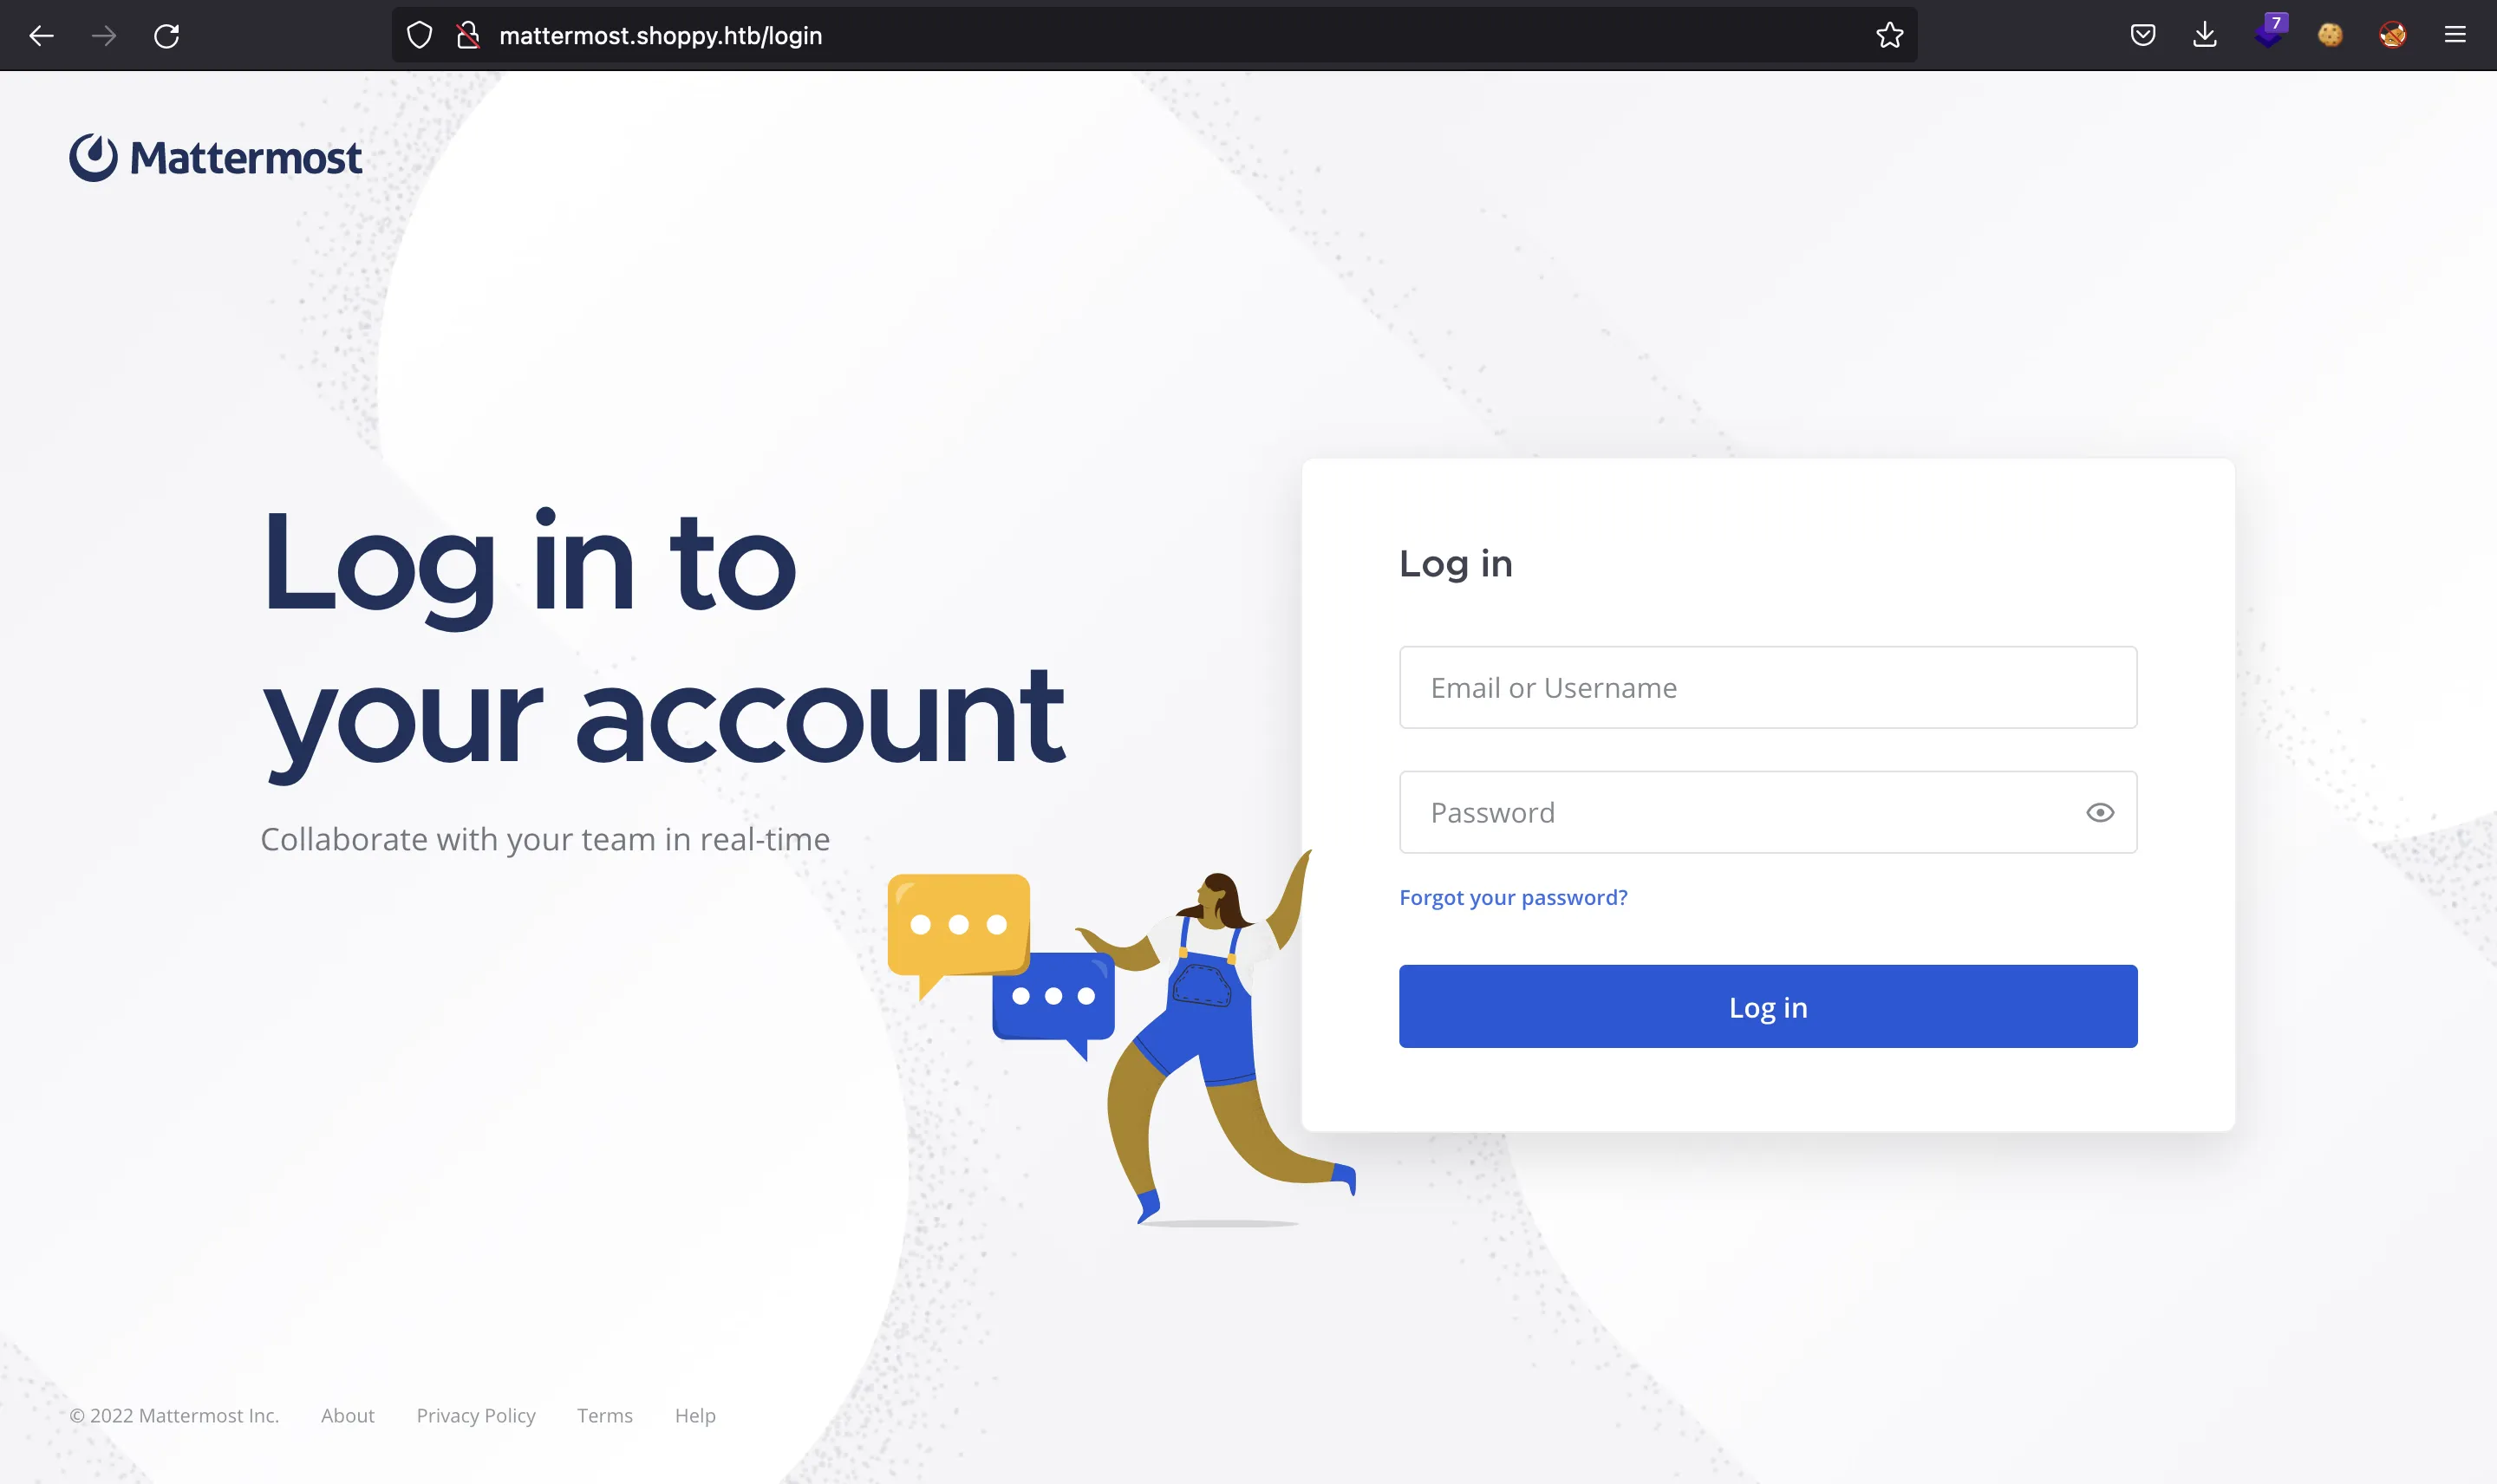 mattermost.shoppy.htb/login
7
Mattermost
Log in to
your account
Collaborate with your team in real-time
Log in
Email or Username
Password
Forgot your password?
Log in
© 2022 Mattermost Inc. About Privacy Policy Terms Help